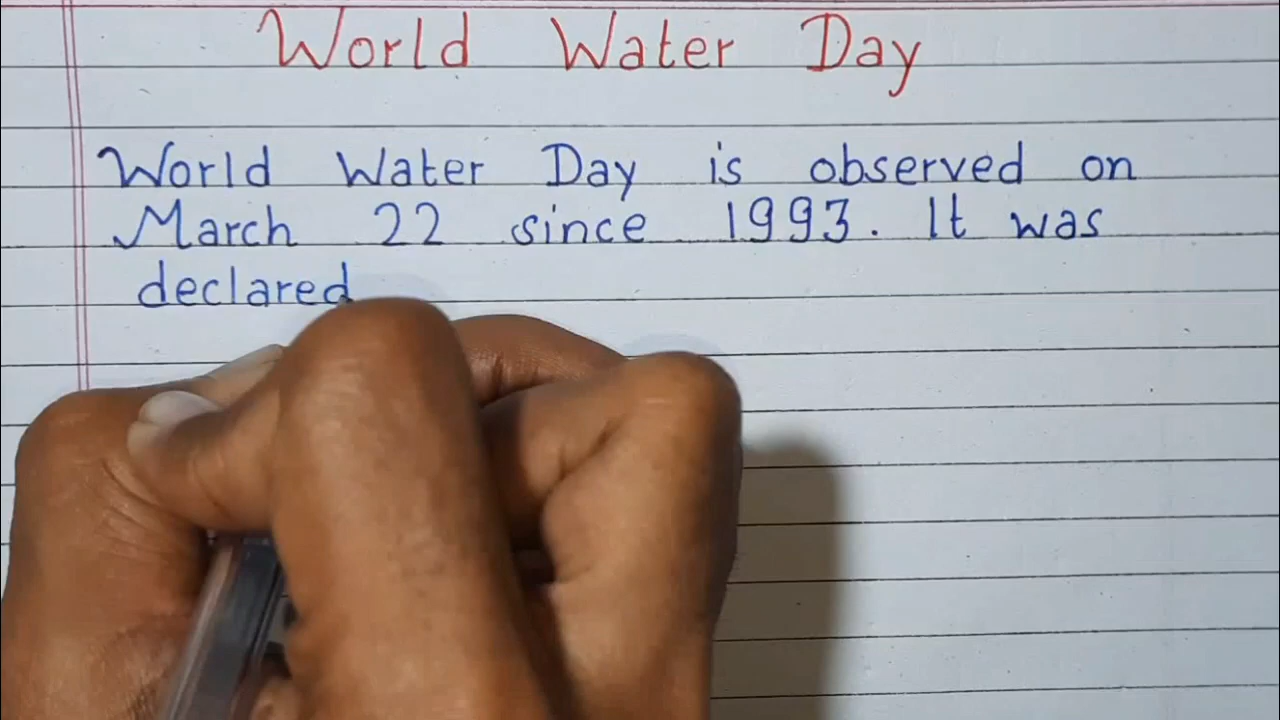 World Water Day
World Water Day is observed on
March 22 since 1993. It was
declared